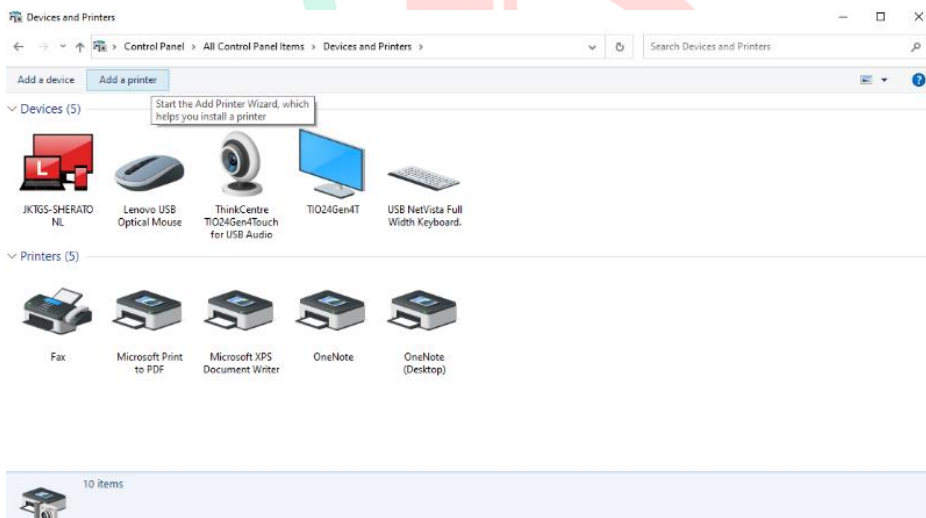 Devices and Printers
Control Panel > All Control Panel Items > Devices and Printers >
Search Devices and Printers
Add a device
Add a printer
Start the Add Printer Wizard, which
helps you install a printer
Devices (5)
JKTGS-SHERATO
NL
Lenovo USB
Optical Mouse
ThinkCentre
TIO24Gen4Touch
for USB Audio
TIO24Gen4T
USB NetVista Full
Width Keyboard.
Printers (5)
Fax
Microsoft Print
to PDF
Microsoft XPS
Document Writer
OneNote
OneNote
(Desktop)
10 items